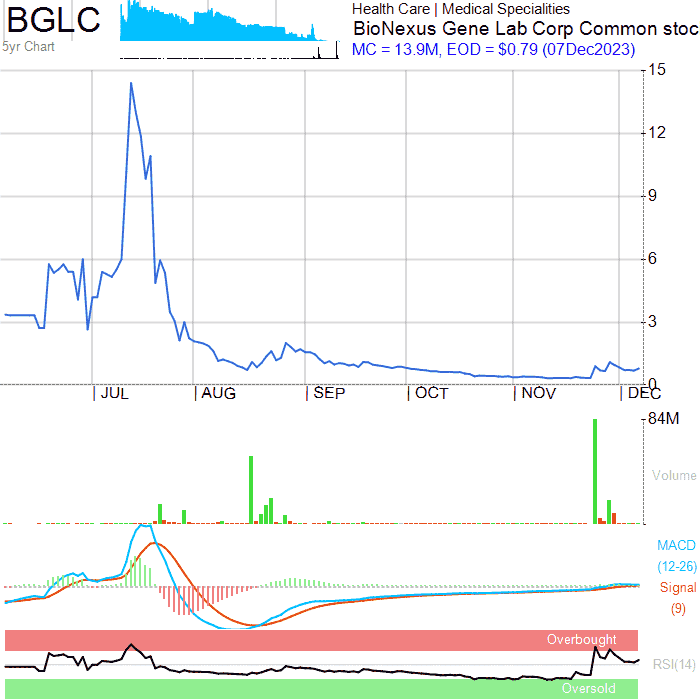 BGLC
5yr Chart
Health Care | Medical Specialities
BioNexus Gene Lab Corp Common stoc
MC = 13.9M, EOD = $0.79 (07Dec2023)
15
12
9
6
3
0
JUL
AUG
SEP
OCT
NOV
DEC
84M
Volume
MACD
(12-26)
Signal
(9)
Overbought
RSI(14)
Oversold